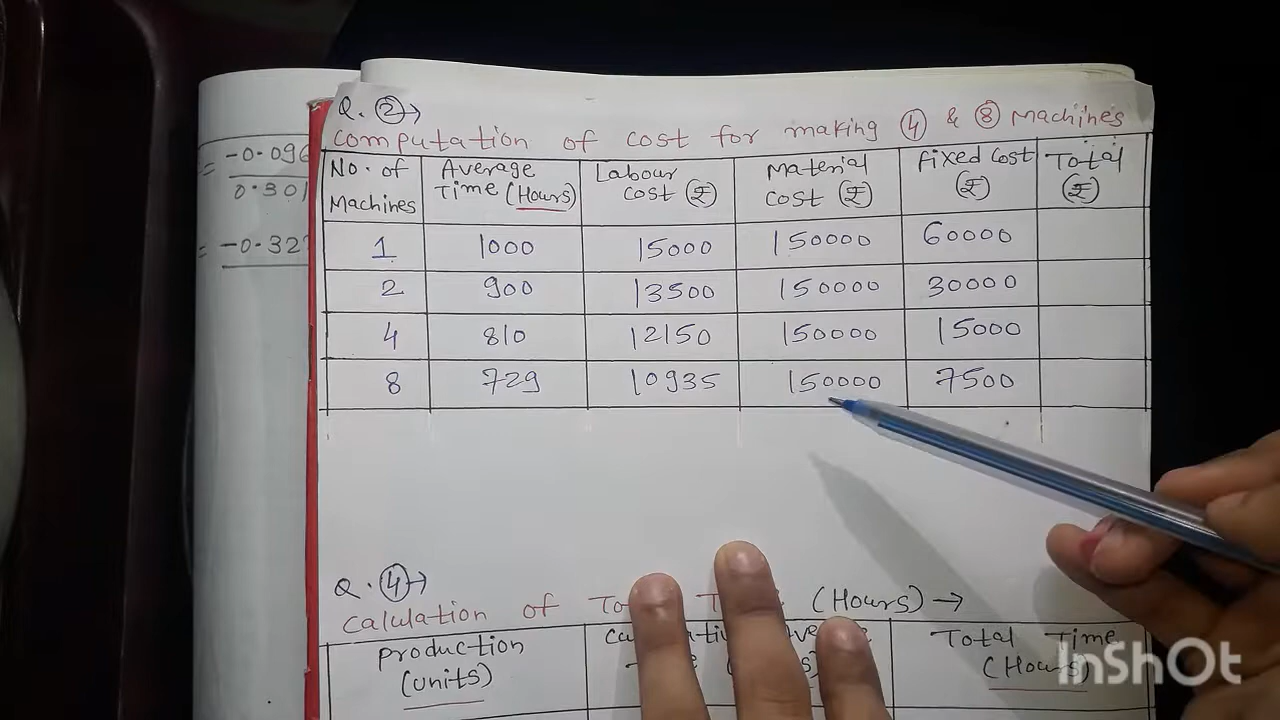 Q. ②→
Computation of cost for making ④ & ⑧ Machines
No. of Machines Average Time (Hours) Labour Cost (₹) Material Cost (₹) Fixed Cost (₹) Total (₹)
1 1000 15000 150000 60000
2 900 13500 150000 30000
4 810 12150 150000 15000
8 729 10935 150000 7500
= -0.096
0.301
= -0.32
Q. ④→
Calulation of (Hours) →
Production (units) Total Time (Hours)
InShOt